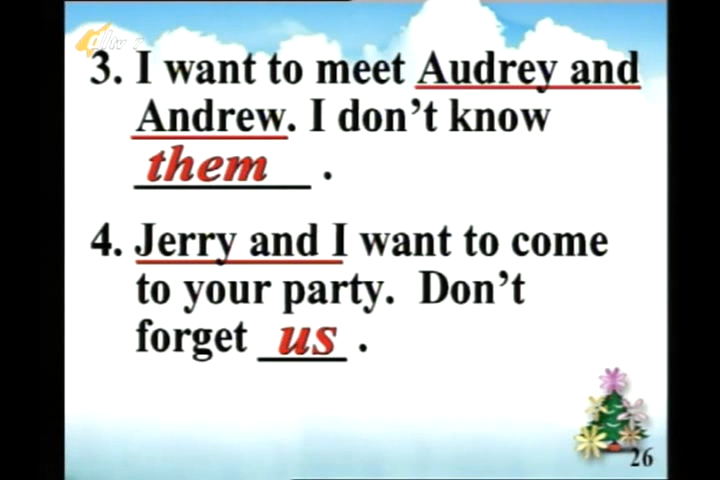 3. I want to meet Audrey and
Andrew. I don't know
them .
4. Jerry and I want to come
to your party. Don't
forget us .
26